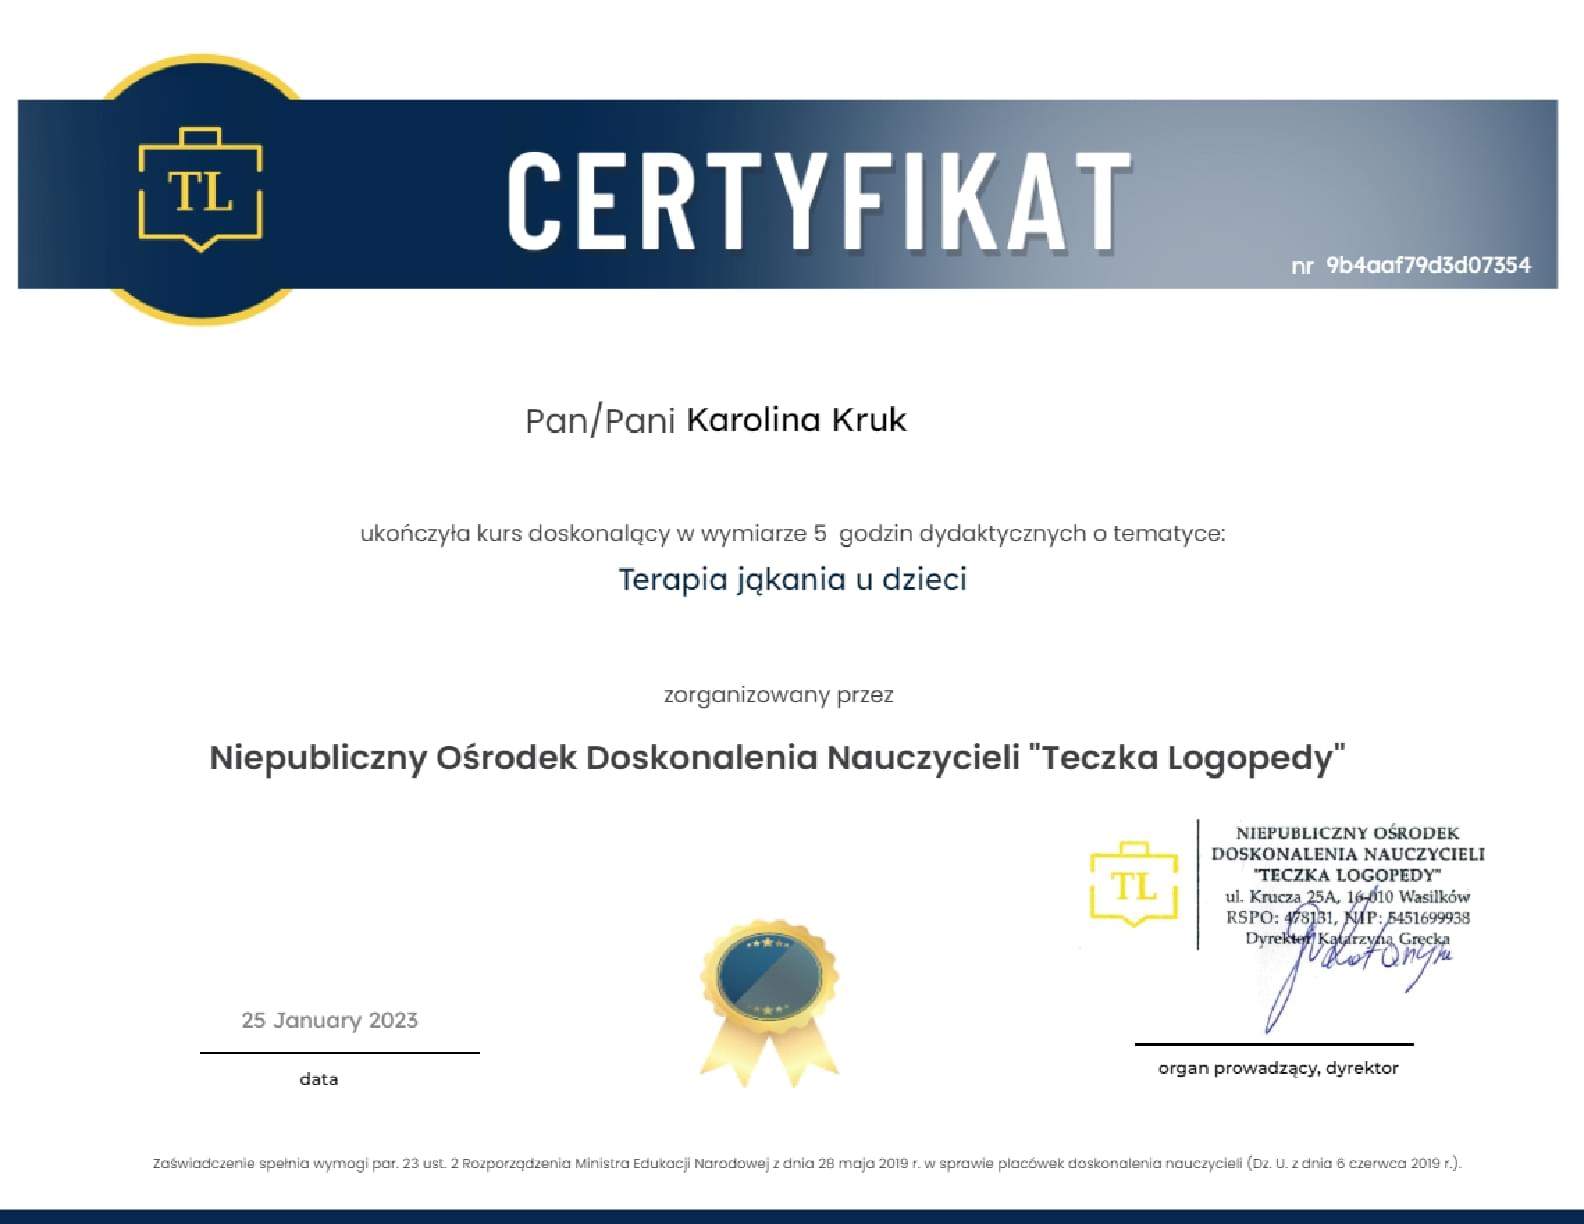 TL
CERTYFIKAT
nr 9b4aaf79d3d07354
Pan/Pani Karolina Kruk
ukończyła kurs doskonalący w wymiarze 5 godzin dydaktycznych o tematyce:
Terapia jąkania u dzieci
zorganizowany przez
Niepubliczny Ośrodek Doskonalenia Nauczycieli "Teczka Logopedy"
TL
NIEPUBLICZNY OŚRODEK
DOSKONALENIA NAUCZYCIELI
"TECZKA LOGOPEDY"
ul. Krucza 25A, 16-010 Wasilków
RSPO: 478131, NIP: 5451699938
Dyrektor Katarzyna Grecka
25 January 2023
data
organ prowadzący, dyrektor
Zaświadczenie spełnia wymogi par. 23 ust. 2 Rozporządzenia Ministra Edukacji Narodowej z dnia 28 maja 2019 r. w sprawie placówek doskonalenia nauczycieli (Dz. U. z dnia 6 czerwca 2019 r.).